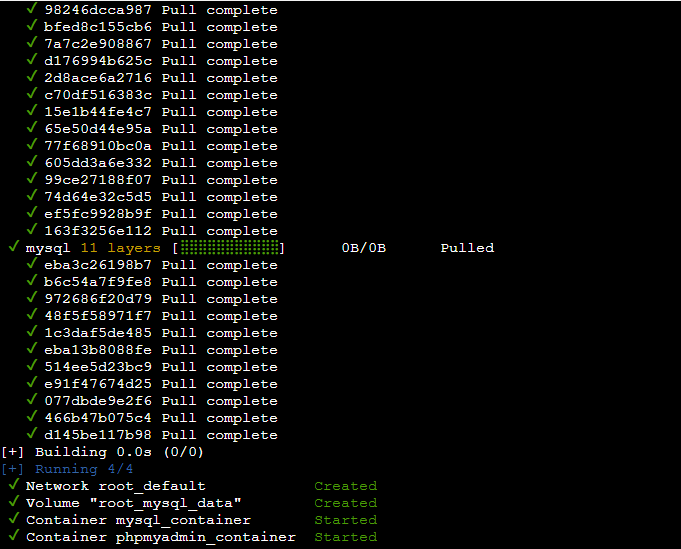 ✓ 98246dcca987 Pull complete
✓ bfed8c155cb6 Pull complete
✓ 7a7c2e908867 Pull complete
✓ d176994b625c Pull complete
✓ 2d8ace6a2716 Pull complete
✓ c70df516383c Pull complete
✓ 15e1b44fe4c7 Pull complete
✓ 65e50d44e95a Pull complete
✓ 77f68910bc0a Pull complete
✓ 605dd3a6e332 Pull complete
✓ 99ce27188f07 Pull complete
✓ 74d64e32c5d5 Pull complete
✓ ef5fc9928b9f Pull complete
✓ 163f3256e112 Pull complete
✓ mysql 11 layers [⣿⣿⣿⣿⣿⣿⣿⣿⣿⣿⣿] 0B/0B Pulled
✓ eba3c26198b7 Pull complete
✓ b6c54a7f9fe8 Pull complete
✓ 972686f20d79 Pull complete
✓ 48f5f58971f7 Pull complete
✓ 1c3daf5de485 Pull complete
✓ eba13b8088fe Pull complete
✓ 514ee5d23bc9 Pull complete
✓ e91f47674d25 Pull complete
✓ 077dbde9e2f6 Pull complete
✓ 466b47b075c4 Pull complete
✓ d145be117b98 Pull complete
[+] Building 0.0s (0/0)
[+] Running 4/4
✓ Network root_default Created
✓ Volume "root_mysql_data" Created
✓ Container mysql_container Started
✓ Container phpmyadmin_container Started